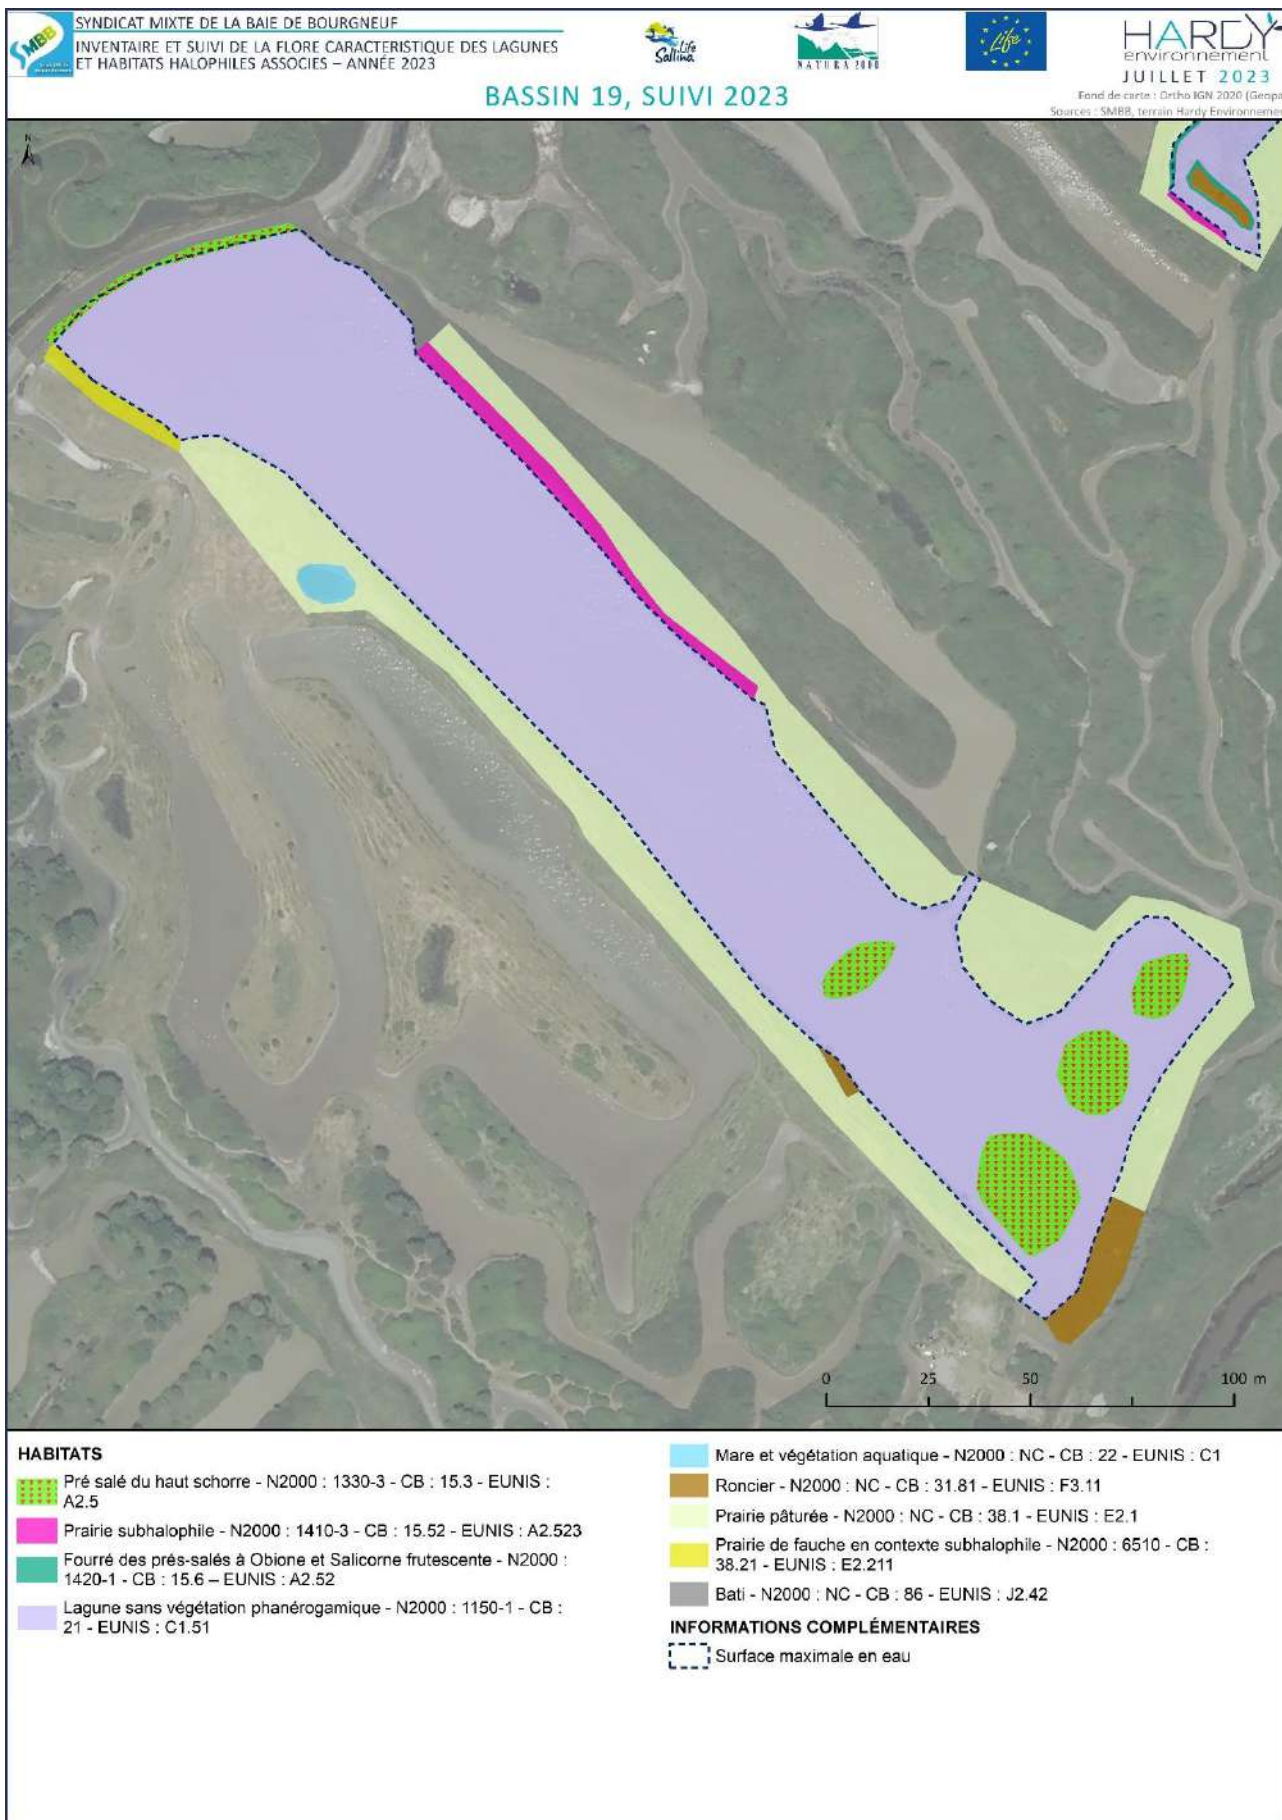 SYNDICAT MIXTE DE LA BAIE DE BOURGNEUF
INVENTAIRE ET SUIVI DE LA FLORE CARACTERISTIQUE DES LAGUNES
ET HABITATS HALOPHILES ASSOCIES – ANNÉE 2023
SMBB
Life
Sallina
NATURA 2000
Life
HARDY
environnement
JUILLET 2023
Fond de carte : Ortho IGN 2020
Sources : SMBB, terrain Hardy
BASSIN 19, SUIVI 2023
N
0 25 50 100 m
HABITATS
Pré salé du haut schorre - N2000 : 1330-3 - CB : 15.3 - EUNIS :
A2.5
Prairie subhalophile - N2000 : 1410-3 - CB : 15.52 - EUNIS : A2.523
Fourré des prés-salés à Obione et Salicorne frutescente - N2000 :
1420-1 - CB : 15.6 – EUNIS : A2.52
Lagune sans végétation phanérogamique - N2000 : 1150-1 - CB :
21 - EUNIS : C1.51
Mare et végétation aquatique - N2000 : NC - CB : 22 - EUNIS : C1
Roncier - N2000 : NC - CB : 31.81 - EUNIS : F3.11
Prairie pâturée - N2000 : NC - CB : 38.1 - EUNIS : E2.1
Prairie de fauche en contexte subhalophile - N2000 : 6510 - CB :
38.21 - EUNIS : E2.211
Bati - N2000 : NC - CB : 86 - EUNIS : J2.42
INFORMATIONS COMPLÉMENTAIRES
Surface maximale en eau